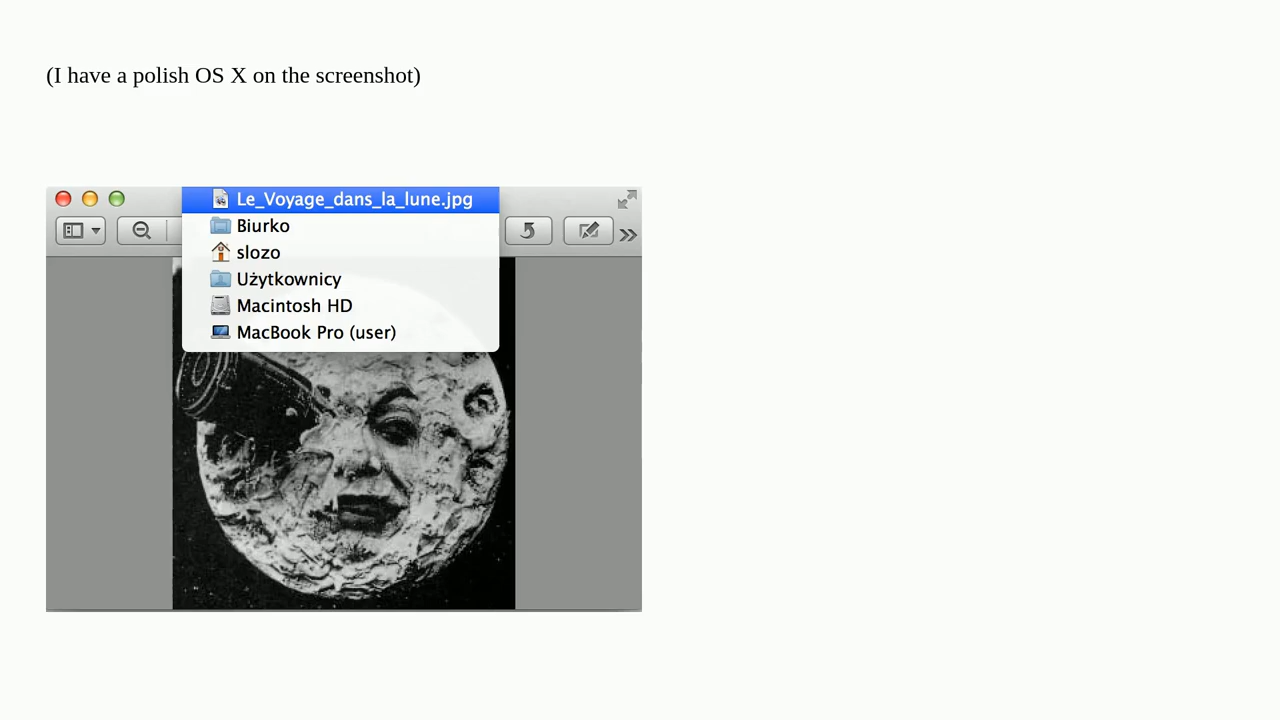 (I have a polish OS X on the screenshot)
Le_Voyage_dans_la_lune.jpg
Biurko
slozo
Użytkownicy
Macintosh HD
MacBook Pro (user)